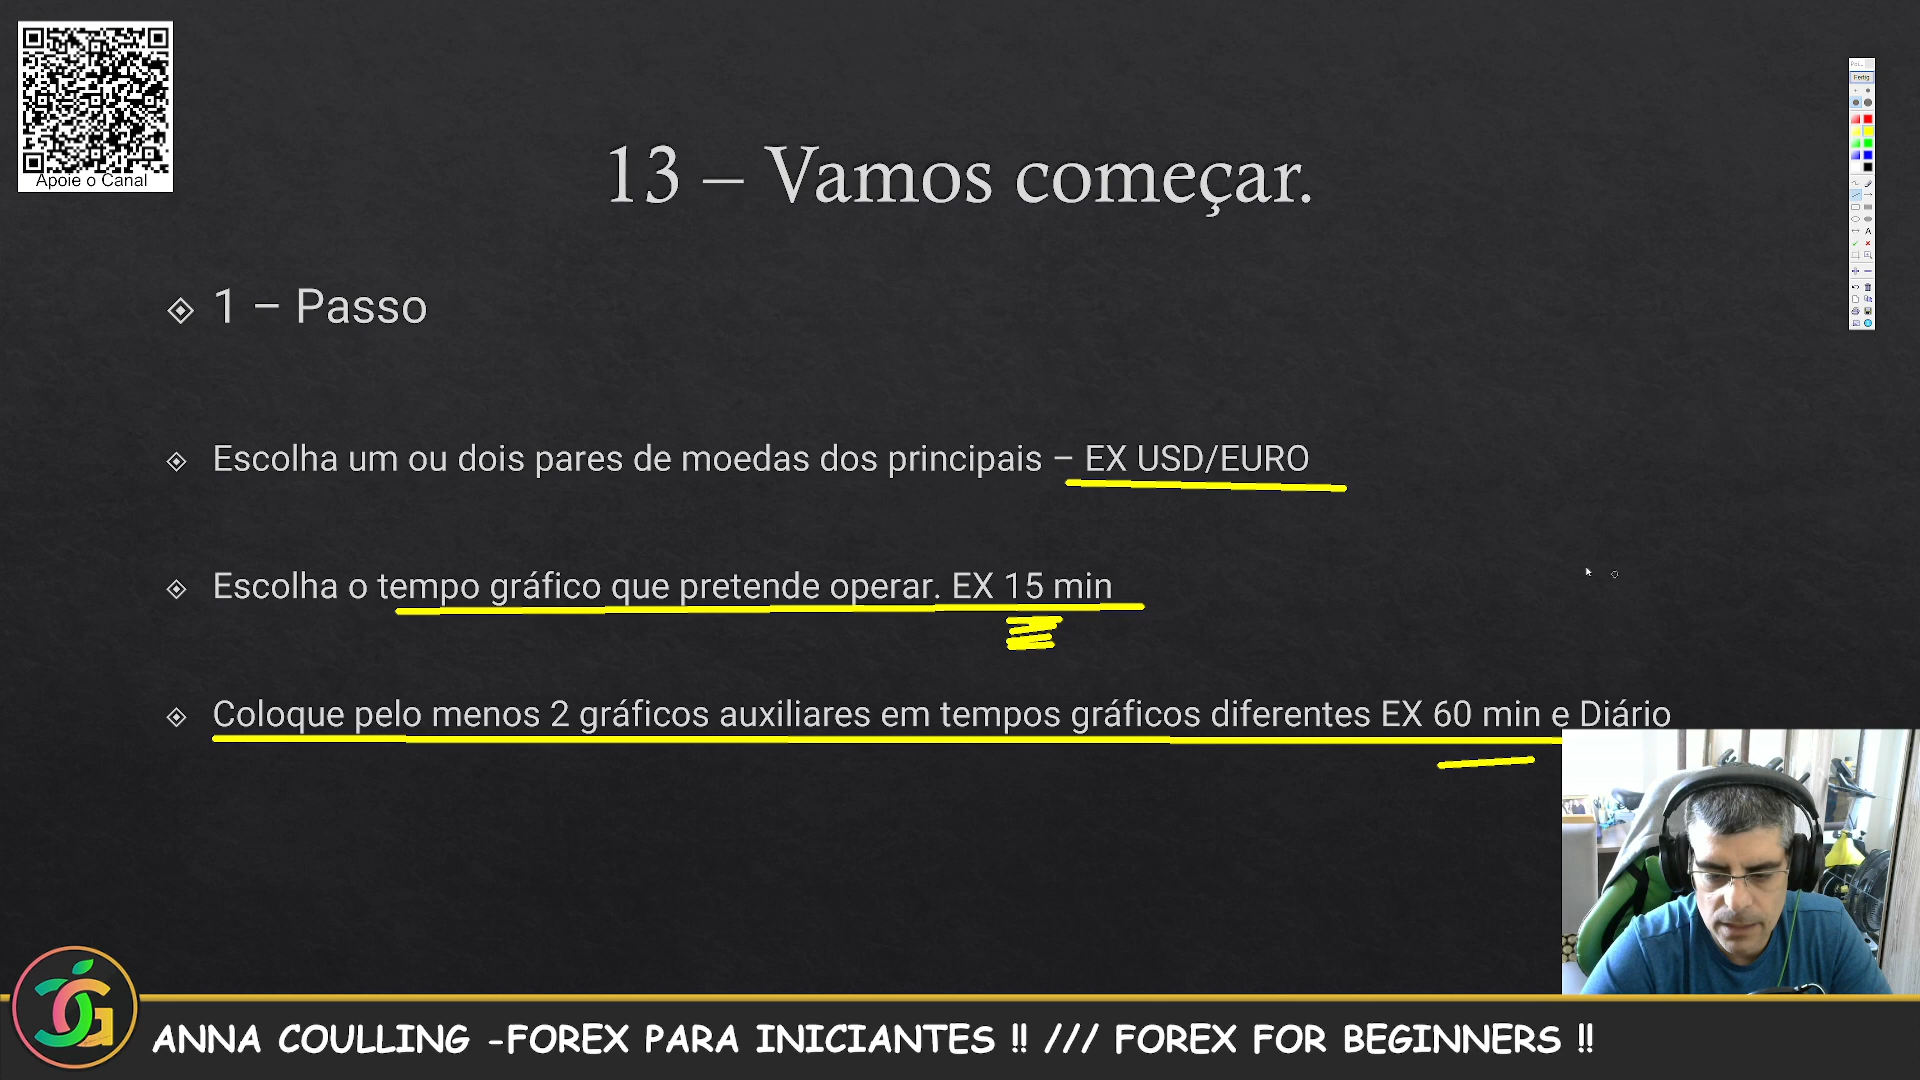 Apoie o Canal
13 – Vamos começar.
1 – Passo
Escolha um ou dois pares de moedas dos principais – EX USD/EURO
Escolha o tempo gráfico que pretende operar. EX 15 min
Coloque pelo menos 2 gráficos auxiliares em tempos gráficos diferentes EX 60 min e Diário
Fertig
A
ANNA COULLING -FOREX PARA INICIANTES !! /// FOREX FOR BEGINNERS !!